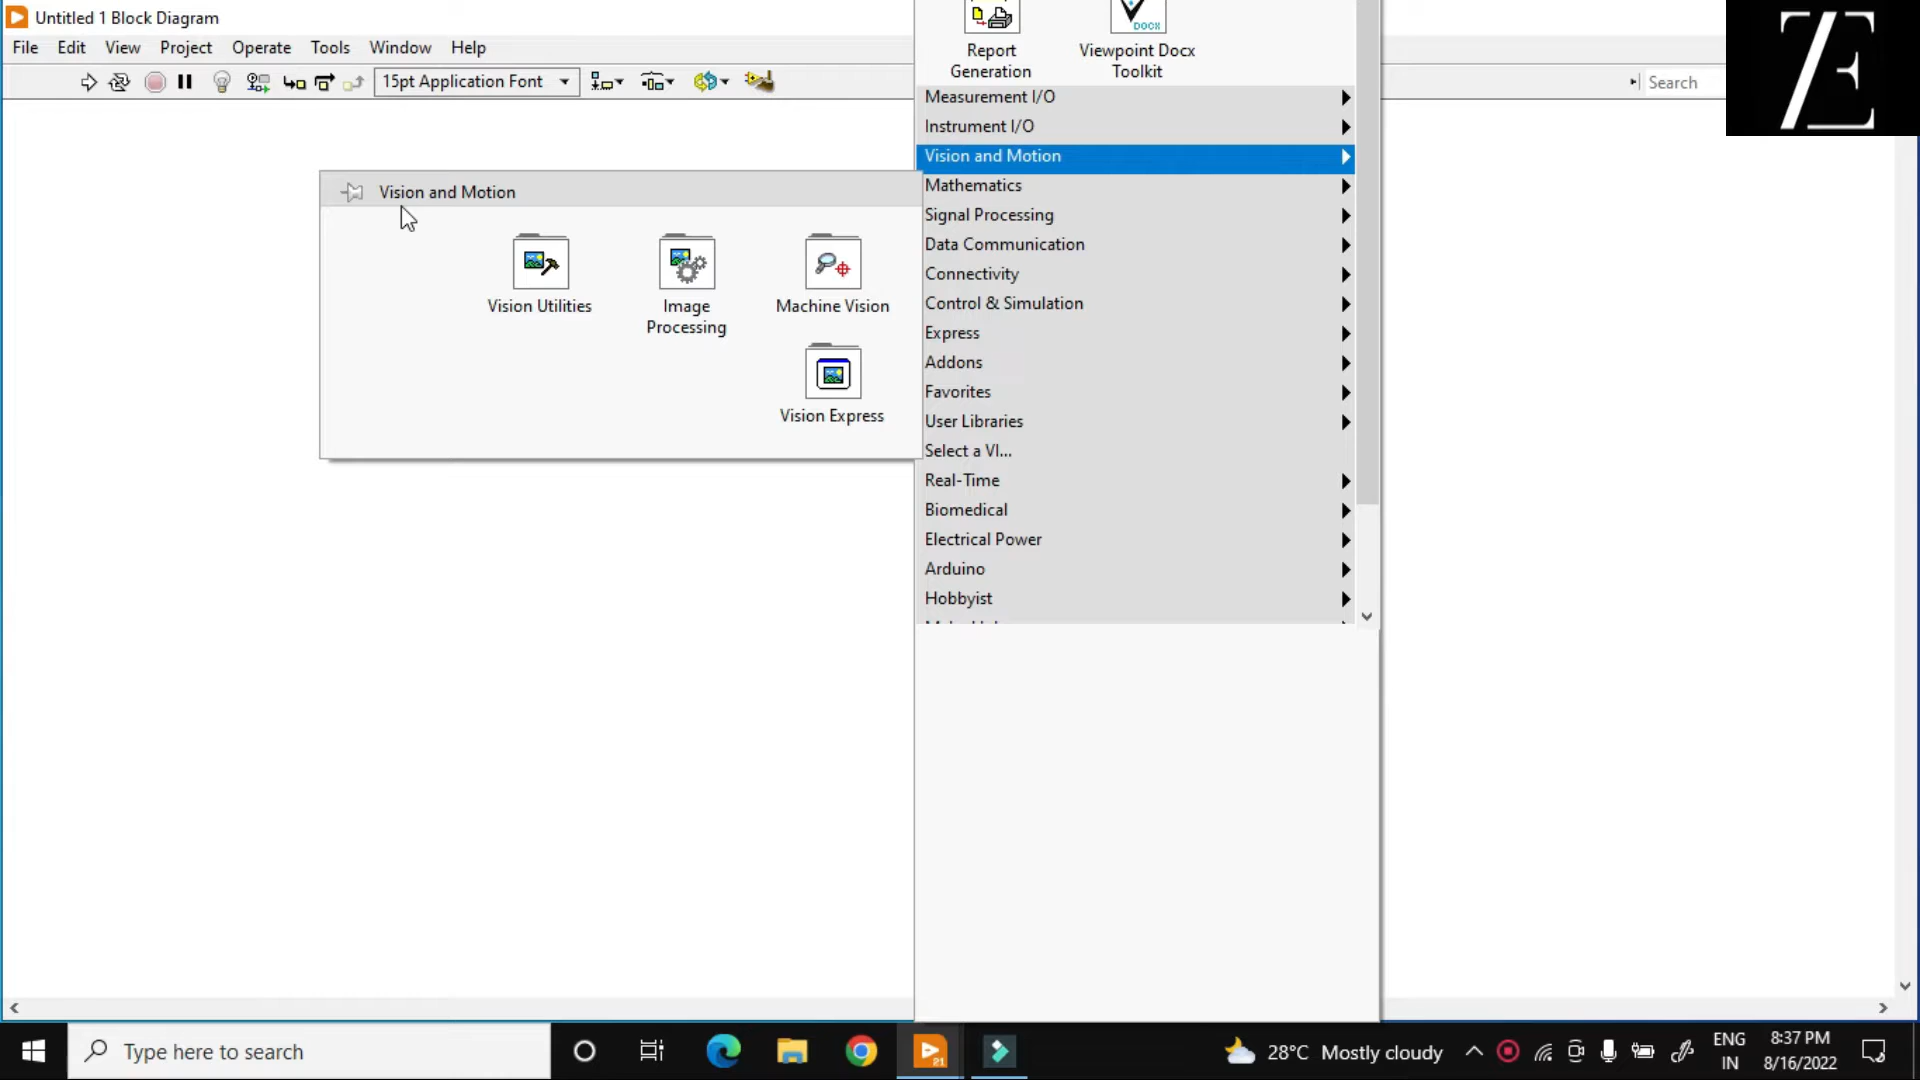 Untitled 1 Block Diagram
File Edit View Project Operate Tools Window Help
15pt Application Font
Search
ZE
Report
Generation
Viewpoint Docx
Toolkit
DOCX
Measurement I/O
Instrument I/O
Vision and Motion
Mathematics
Signal Processing
Data Communication
Connectivity
Control & Simulation
Express
Addons
Favorites
User Libraries
Select a VI...
Real-Time
Biomedical
Electrical Power
Arduino
Hobbyist
Vision and Motion
Vision Utilities
Image
Processing
Machine Vision
Vision Express
Type here to search
21
28°C Mostly cloudy
ENG
IN
8:37 PM
8/16/2022